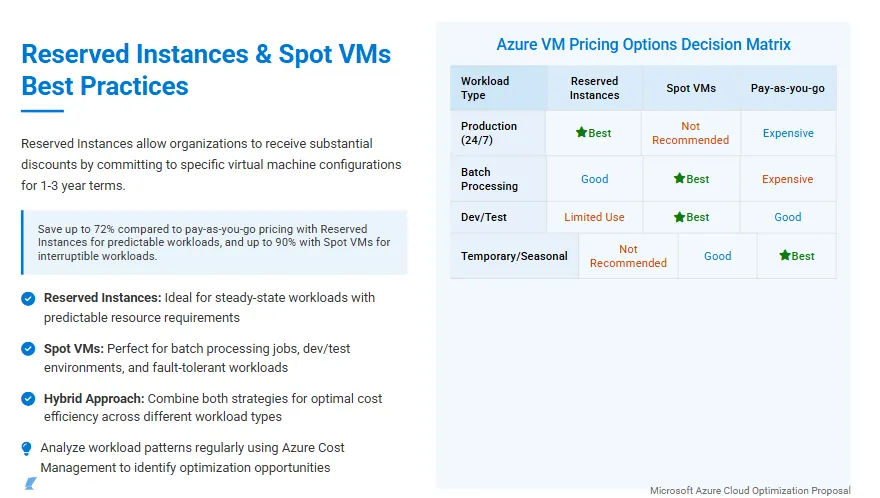 Reserved Instances & Spot VMs
Best Practices
Reserved Instances allow organizations to receive substantial
discounts by committing to specific virtual machine configurations
for 1-3 year terms.
Save up to 72% compared to pay-as-you-go pricing with Reserved
Instances for predictable workloads, and up to 90% with Spot VMs for
interruptible workloads.
Reserved Instances: Ideal for steady-state workloads with
predictable resource requirements
Spot VMs: Perfect for batch processing jobs, dev/test
environments, and fault-tolerant workloads
Hybrid Approach: Combine both strategies for optimal cost
efficiency across different workload types
Analyze workload patterns regularly using Azure Cost
Management to identify optimization opportunities
Azure VM Pricing Options Decision Matrix
Workload
Type
Reserved
Instances
Spot VMs
Pay-as-you-go
Production
(24/7)
Best
Not
Recommended
Expensive
Batch
Processing
Good
Best
Expensive
Dev/Test
Limited Use
Best
Good
Temporary/Seasonal
Not
Recommended
Good
Best
Microsoft Azure Cloud Optimization Proposal